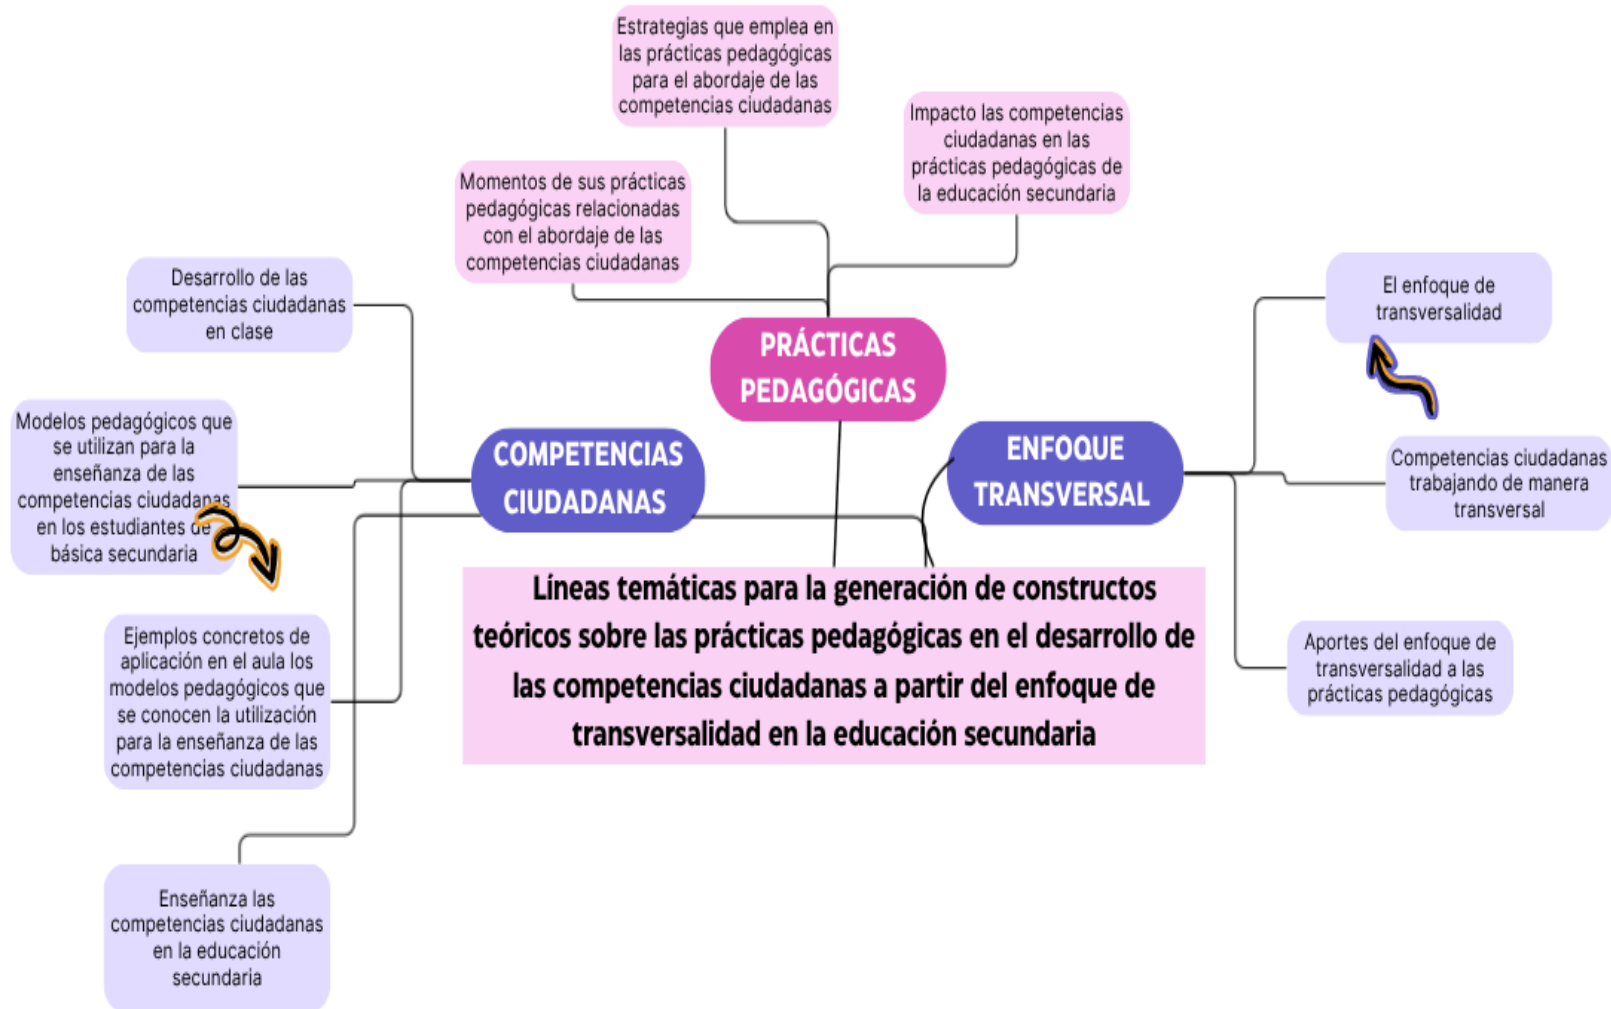 Estrategias que emplea en
las prácticas pedagógicas
para el abordaje de las
competencias ciudadanas
Impacto las competencias
ciudadanas en las
prácticas pedagógicas de
la educación secundaria
Momentos de sus prácticas
pedagógicas relacionadas
con el abordaje de las
competencias ciudadanas
PRÁCTICAS
PEDAGÓGICAS
Desarrollo de las
competencias ciudadanas
en clase
Modelos pedagógicos que
se utilizan para la
enseñanza de las
competencias ciudadanas
en los estudiantes de
básica secundaria
Ejemplos concretos de
aplicación en el aula los
modelos pedagógicos que
se conocen la utilización
para la enseñanza de las
competencias ciudadanas
Enseñanza las
competencias ciudadanas
en la educación
secundaria
COMPETENCIAS
CIUDADANAS
ENFOQUE
TRANSVERSAL
El enfoque de
transversalidad
Competencias ciudadanas
trabajando de manera
transversal
Aportes del enfoque de
transversalidad a las
prácticas pedagógicas
Líneas temáticas para la generación de constructos
teóricos sobre las prácticas pedagógicas en el desarrollo de
las competencias ciudadanas a partir del enfoque de
transversalidad en la educación secundaria